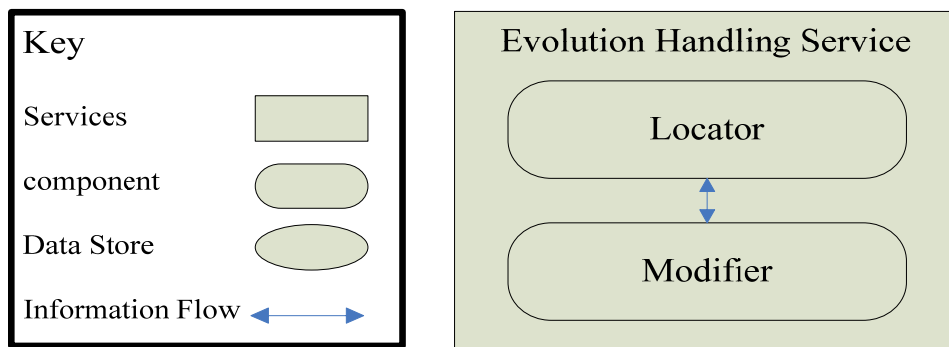 Key
Services
component
Data Store
Information Flow
Evolution Handling Service
Locator
Modifier